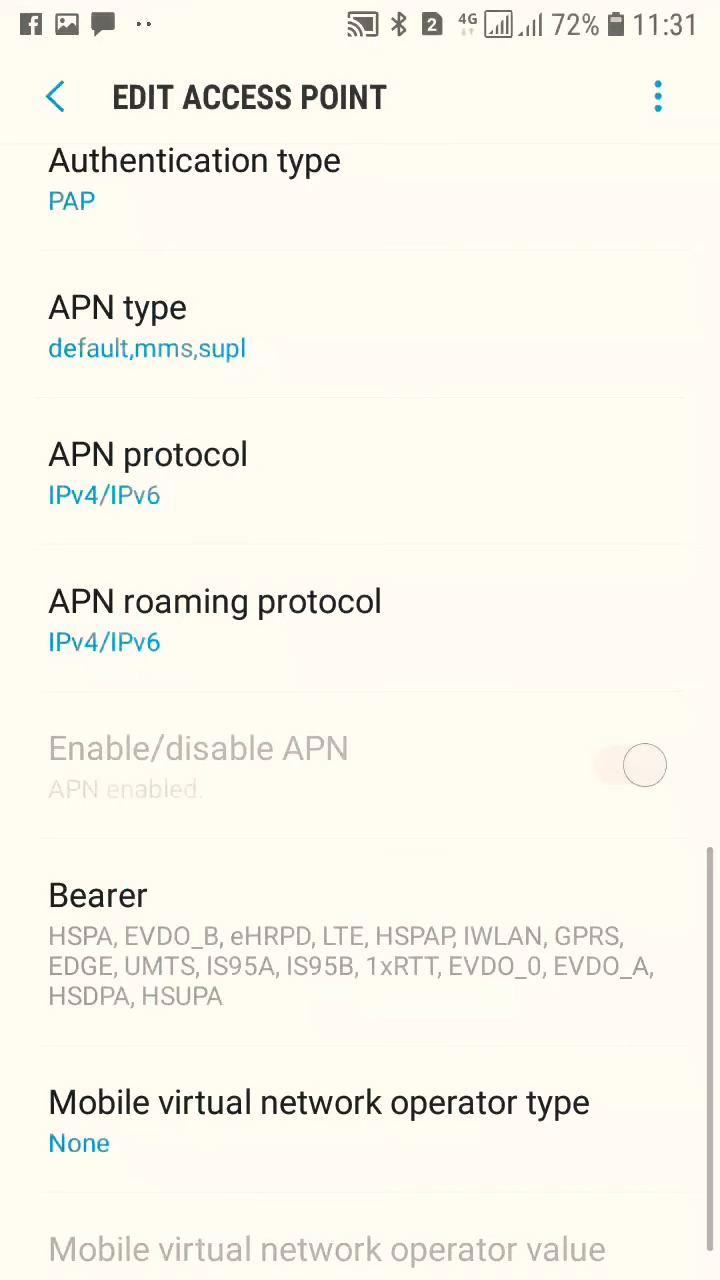 2 4G 72% 11:31
EDIT ACCESS POINT
Authentication type
PAP
APN type
default,mms,supl
APN protocol
IPv4/IPv6
APN roaming protocol
IPv4/IPv6
Enable/disable APN
APN enabled.
Bearer
HSPA, EVDO_B, eHRPD, LTE, HSPAP, IWLAN, GPRS,
EDGE, UMTS, IS95A, IS95B, 1xRTT, EVDO_0, EVDO_A,
HSDPA, HSUPA
Mobile virtual network operator type
None
Mobile virtual network operator value